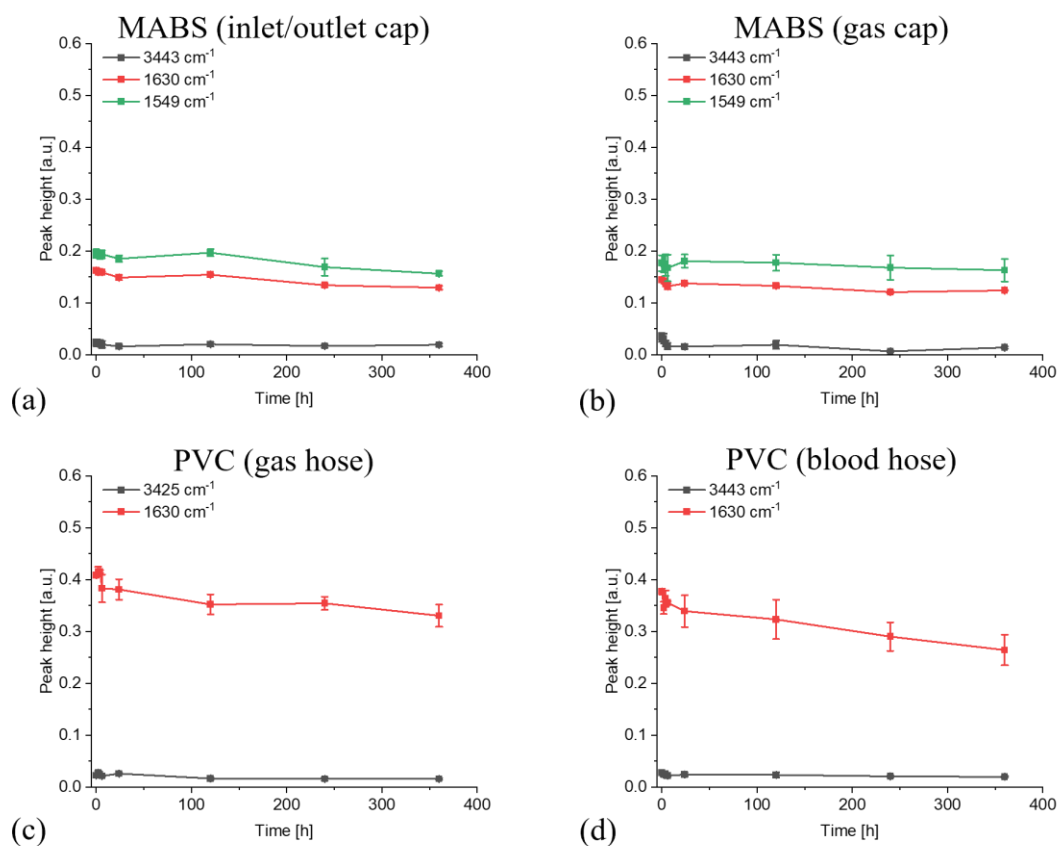 MABS (inlet/outlet cap)
0.6
0.5
0.4
0.3
0.2
0.1
0.0
Peak height [a.u.]
3443 cm⁻¹
1630 cm⁻¹
1549 cm⁻¹
0 100 200 300 400
Time [h]
(a)
MABS (gas cap)
0.6
0.5
0.4
0.3
0.2
0.1
0.0
Peak height [a.u.]
3443 cm⁻¹
1630 cm⁻¹
1549 cm⁻¹
0 100 200 300 400
Time [h]
(b)
PVC (gas hose)
0.6
0.5
0.4
0.3
0.2
0.1
0.0
Peak height [a.u.]
3425 cm⁻¹
1630 cm⁻¹
0 100 200 300 400
Time [h]
(c)
PVC (blood hose)
0.6
0.5
0.4
0.3
0.2
0.1
0.0
Peak height [a.u.]
3443 cm⁻¹
1630 cm⁻¹
0 100 200 300 400
Time [h]
(d)